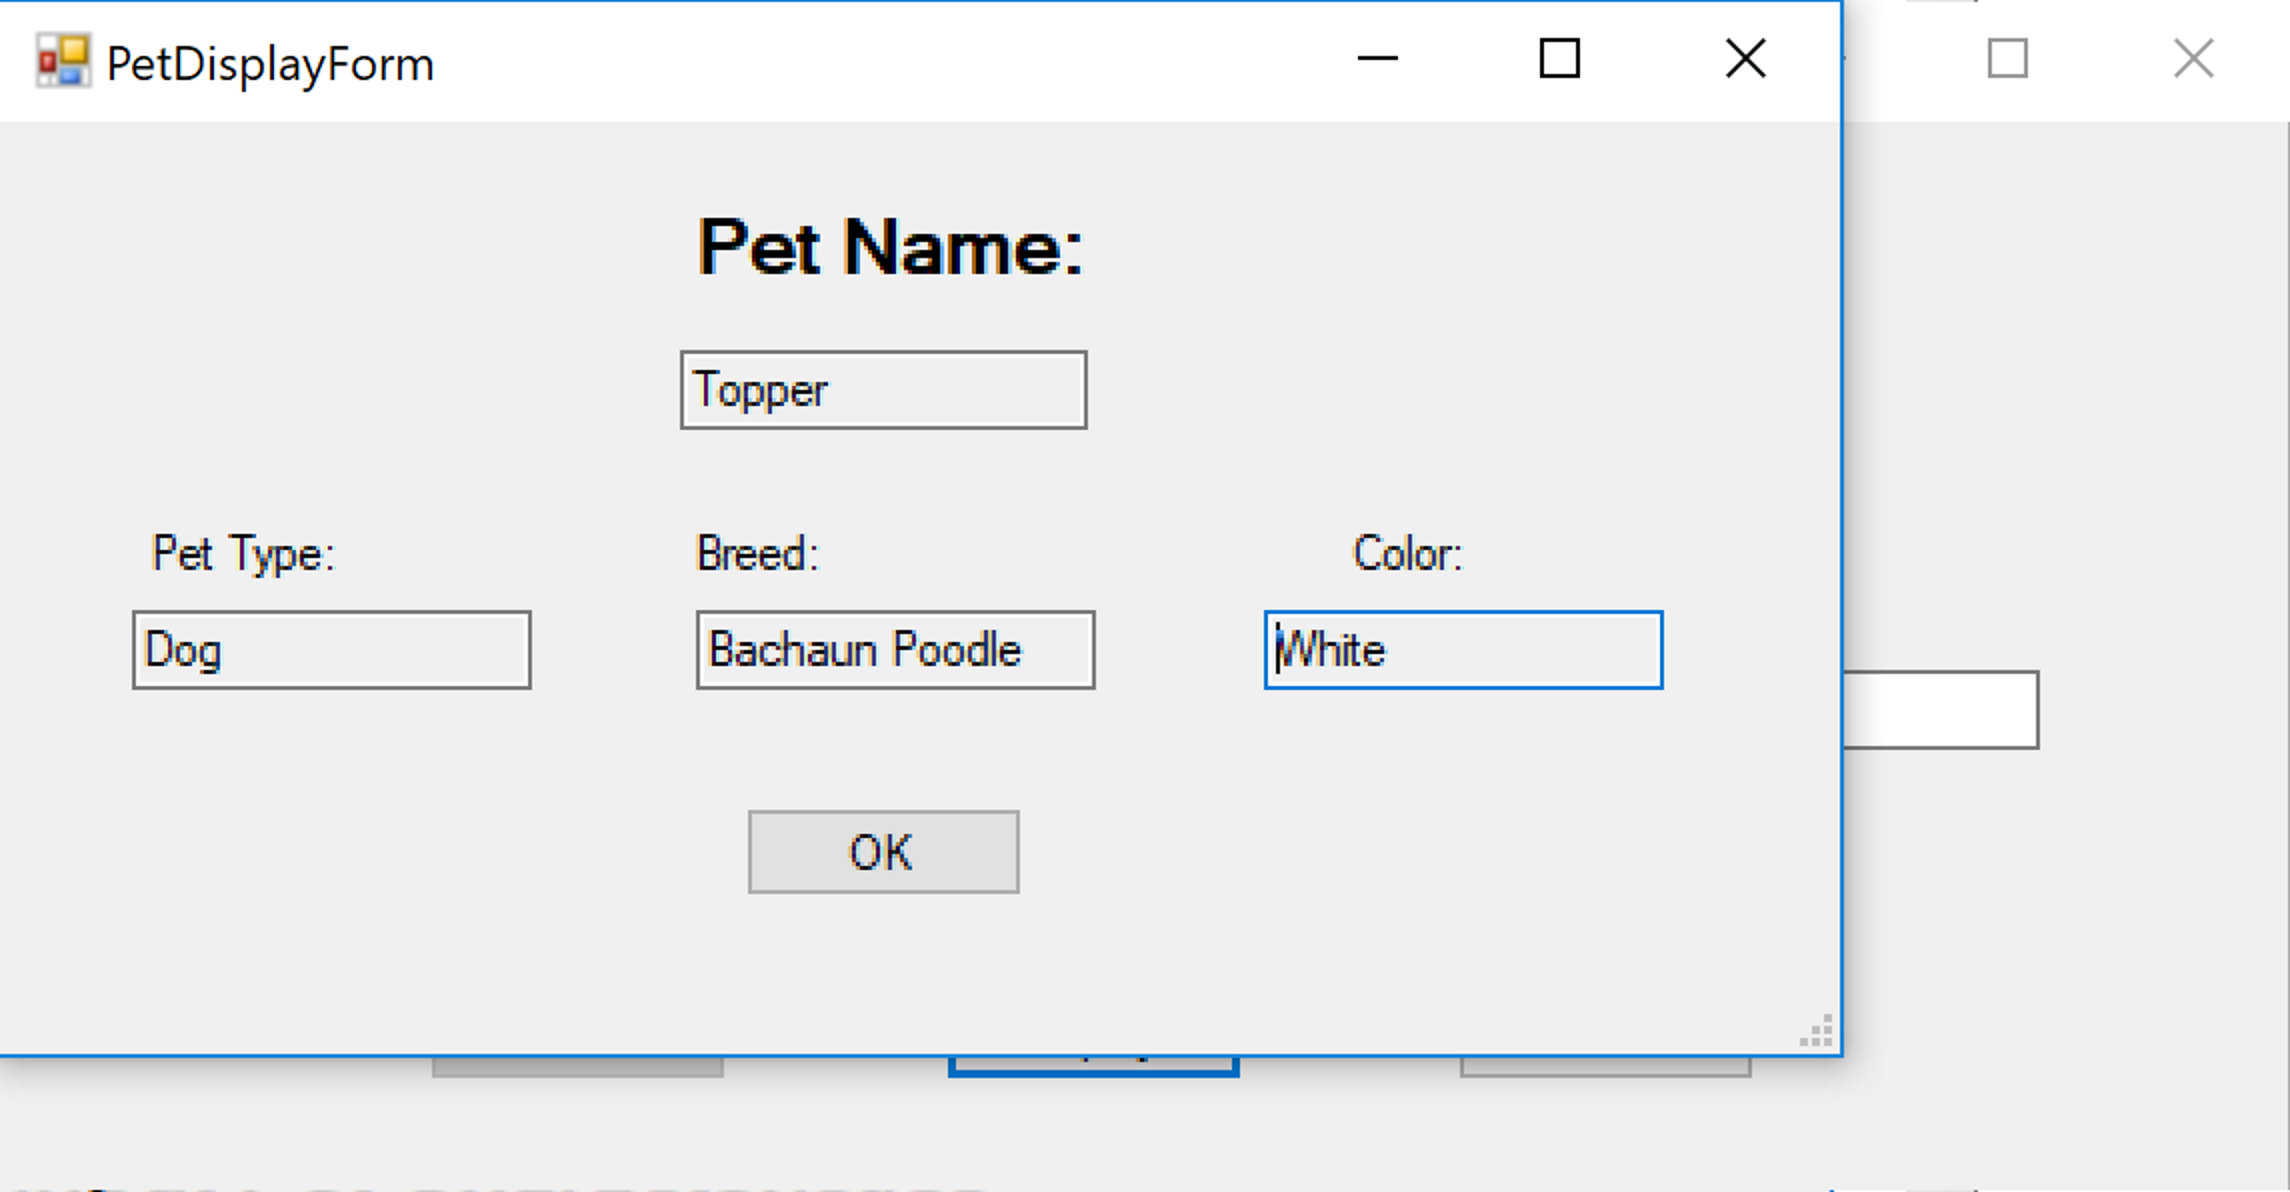 PetDisplayForm
Pet Name:
Topper
Pet Type: Breed: Color:
Dog Bachaun Poodle White
OK